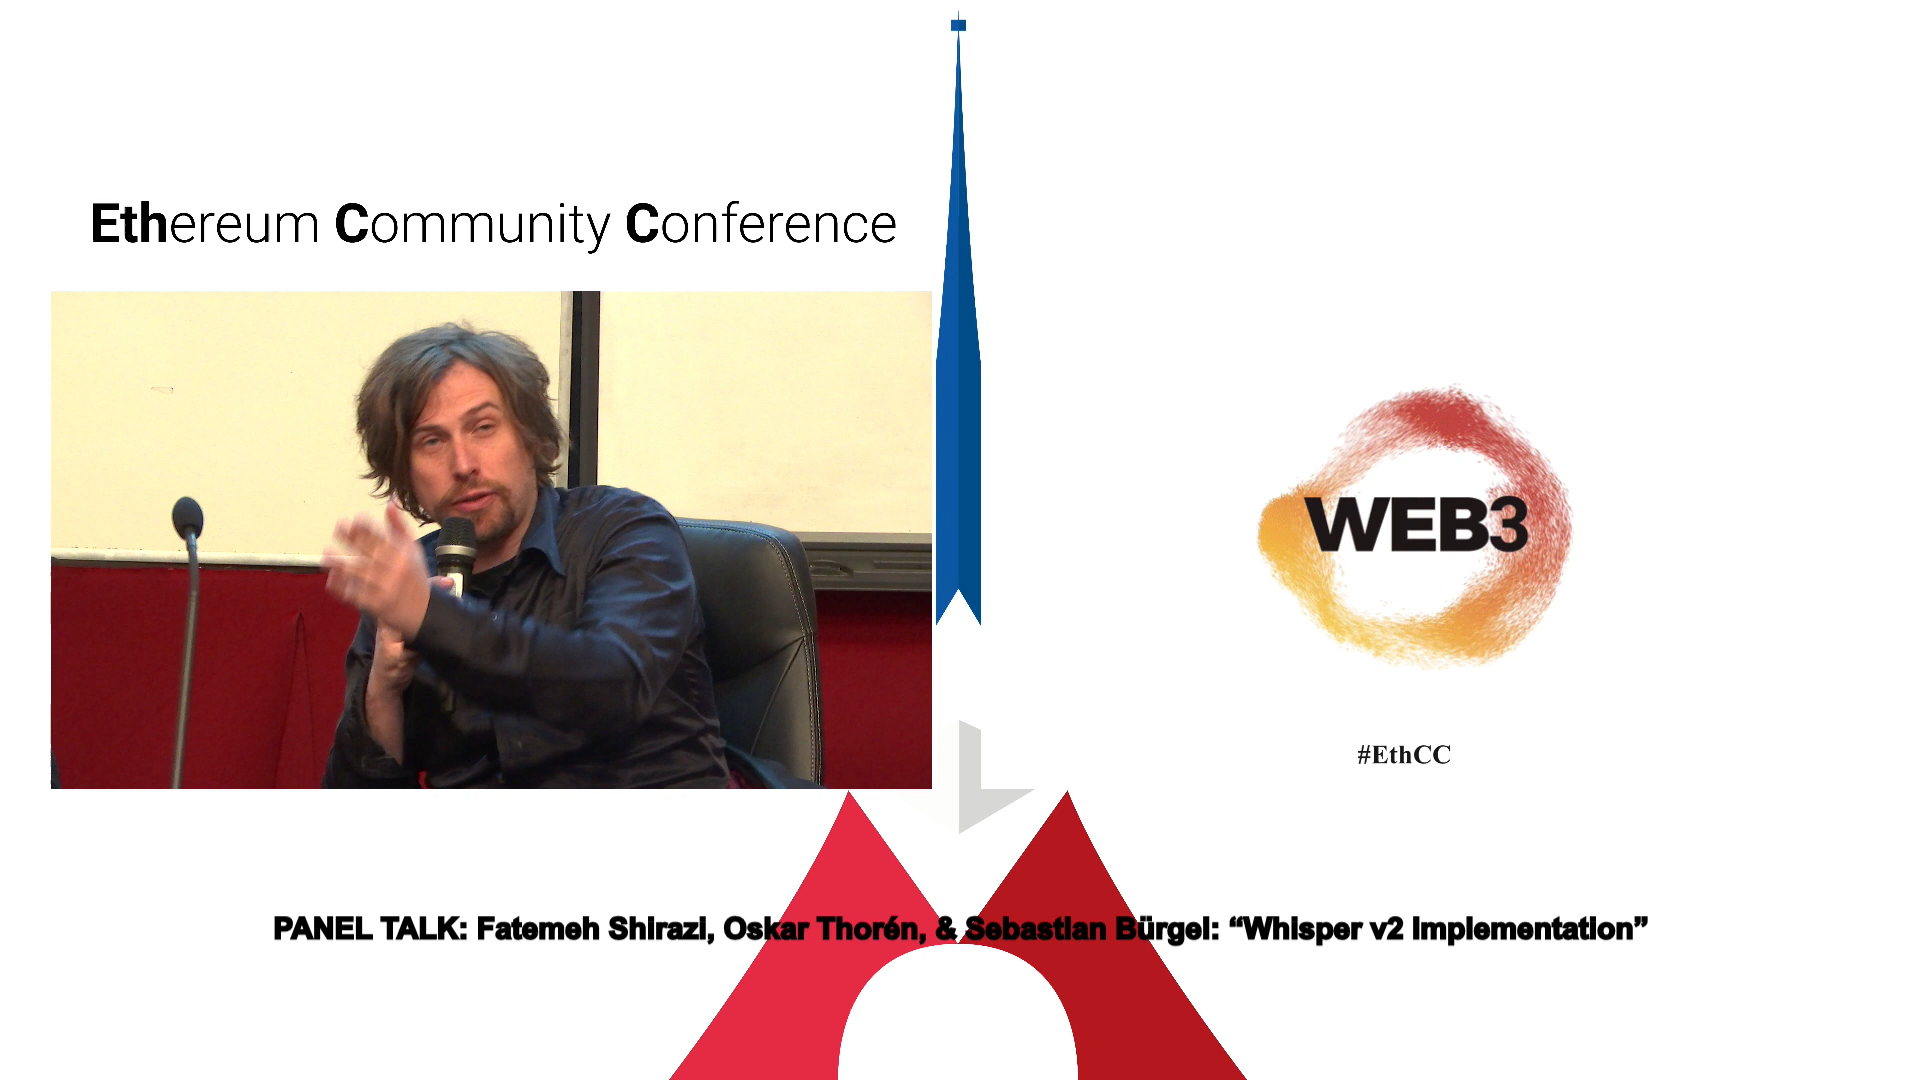 Ethereum Community Conference
WEB3
#EthCC
PANEL TALK: Fatemeh Shirazi, Oskar Thorén, & Sebastian Bürgel: “Whisper v2 Implementation”